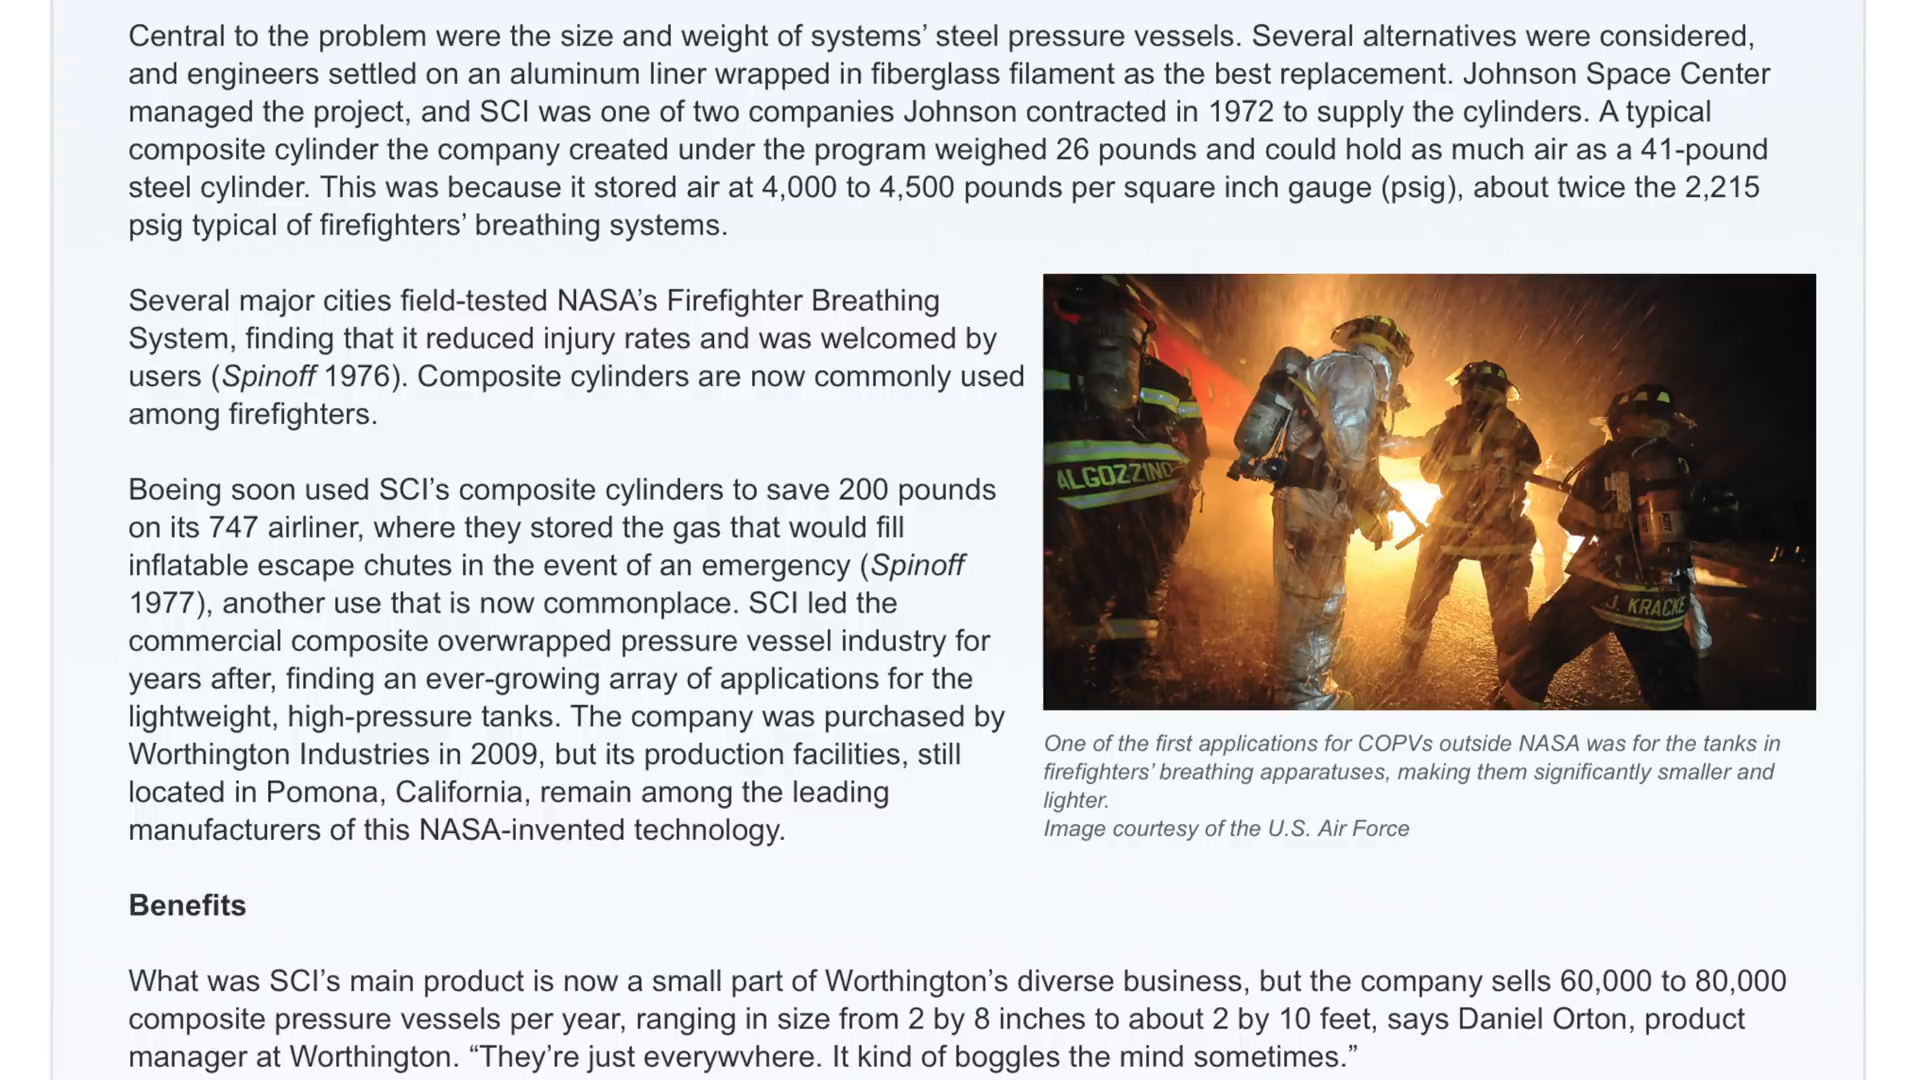 Central to the problem were the size and weight of systems’ steel pressure vessels. Several alternatives were considered,
and engineers settled on an aluminum liner wrapped in fiberglass filament as the best replacement. Johnson Space Center
managed the project, and SCI was one of two companies Johnson contracted in 1972 to supply the cylinders. A typical
composite cylinder the company created under the program weighed 26 pounds and could hold as much air as a 41-pound
steel cylinder. This was because it stored air at 4,000 to 4,500 pounds per square inch gauge (psig), about twice the 2,215
psig typical of firefighters’ breathing systems.
Several major cities field-tested NASA’s Firefighter Breathing
System, finding that it reduced injury rates and was welcomed by
users (Spinoff 1976). Composite cylinders are now commonly used
among firefighters.
Boeing soon used SCI’s composite cylinders to save 200 pounds
on its 747 airliner, where they stored the gas that would fill
inflatable escape chutes in the event of an emergency (Spinoff
1977), another use that is now commonplace. SCI led the
commercial composite overwrapped pressure vessel industry for
years after, finding an ever-growing array of applications for the
lightweight, high-pressure tanks. The company was purchased by
Worthington Industries in 2009, but its production facilities, still
located in Pomona, California, remain among the leading
manufacturers of this NASA-invented technology.
ALGOZZINO
J. KRACKE
One of the first applications for COPVs outside NASA was for the tanks in
firefighters’ breathing apparatuses, making them significantly smaller and
lighter.
Image courtesy of the U.S. Air Force
Benefits
What was SCI’s main product is now a small part of Worthington’s diverse business, but the company sells 60,000 to 80,000
composite pressure vessels per year, ranging in size from 2 by 8 inches to about 2 by 10 feet, says Daniel Orton, product
manager at Worthington. “They’re just everywvhere. It kind of boggles the mind sometimes.”